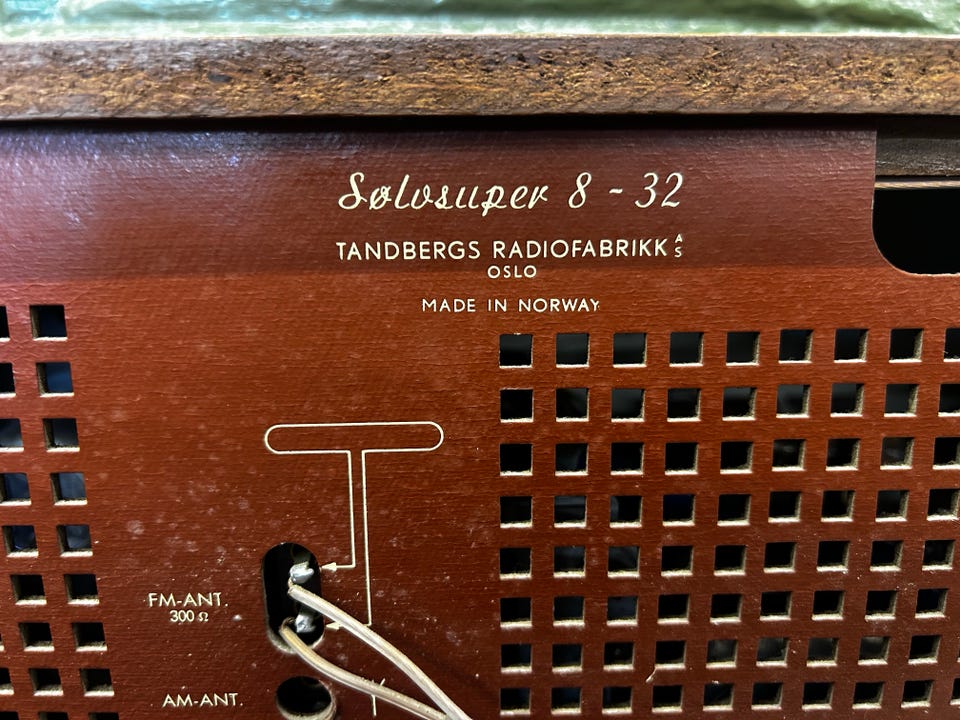 Sølvsuper 8 - 32
TANDBERGS RADIOFABRIKK A/S
OSLO
MADE IN NORWAY
FM-ANT.
300 Ω
AM-ANT.